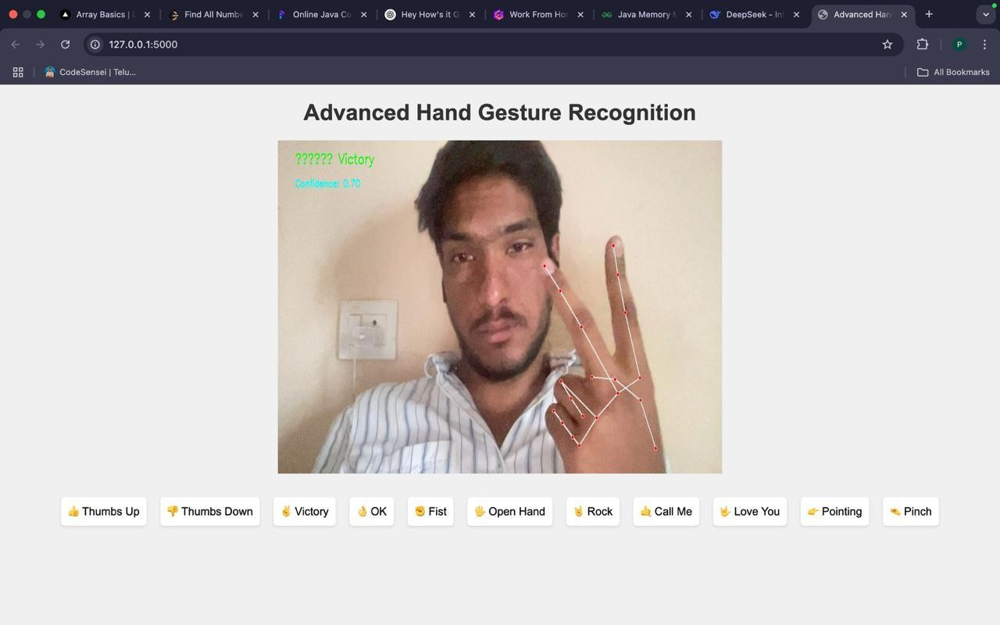 Array Basics | D
Find All Numbe
Online Java Co
Hey How's it G
Work From Hor
Java Memory M
DeepSeek - Int
Advanced Han
127.0.0.1:5000
P
CodeSensei | Telu...
All Bookmarks
Advanced Hand Gesture Recognition
?????? Victory
Confidence: 0.70
👍 Thumbs Up
👎 Thumbs Down
✌ Victory
👌 OK
✊ Fist
🖐 Open Hand
🤘 Rock
🤙 Call Me
🤟 Love You
👉 Pointing
🤏 Pinch